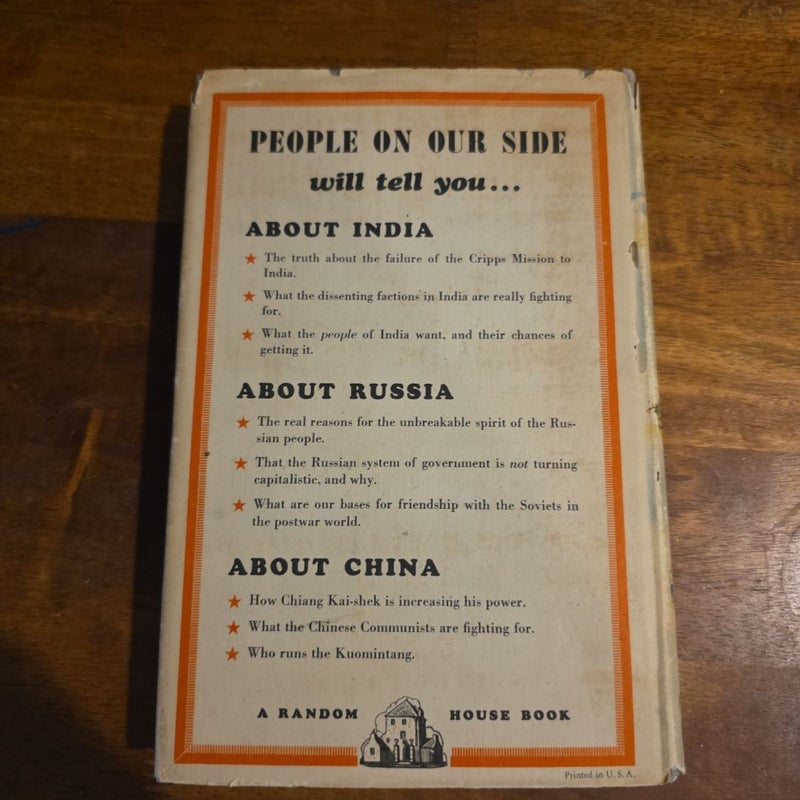 PEOPLE ON OUR SIDE
will tell you...
ABOUT INDIA
★ The truth about the failure of the Cripps Mission to
India.
★ What the dissenting factions in India are really fighting
for.
★ What the people of India want, and their chances of
getting it.
ABOUT RUSSIA
★ The real reasons for the unbreakable spirit of the Rus-
sian people.
★ That the Russian system of government is not turning
capitalistic, and why.
★ What are our bases for friendship with the Soviets in
the postwar world.
ABOUT CHINA
★ How Chiang Kai-shek is increasing his power.
★ What the Chinese Communists are fighting for.
★ Who runs the Kuomintang.
A RANDOM HOUSE BOOK
Printed in U. S. A.